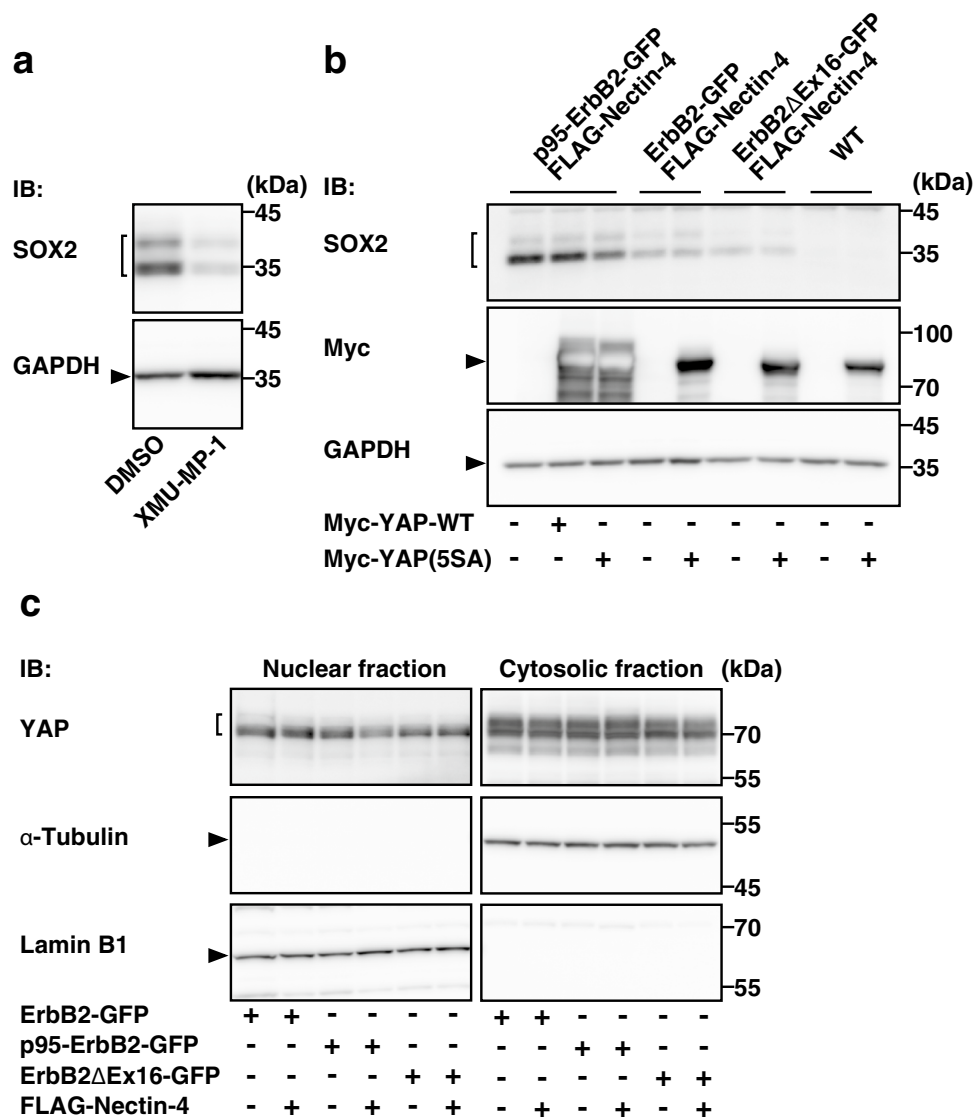 a
IB:
(kDa)
SOX2
45
35
GAPDH
45
35
DMSO
XMU-MP-1
b
p95-ErbB2-GFP
FLAG-Nectin-4
ErbB2-GFP
FLAG-Nectin-4
ErbB2ΔEx16-GFP
FLAG-Nectin-4
WT
IB:
(kDa)
SOX2
45
35
Myc
100
70
GAPDH
45
35
Myc-YAP-WT - + - - - - - - -
Myc-YAP(5SA) - - + - + - + - +
c
IB: Nuclear fraction Cytosolic fraction (kDa)
YAP
70
55
α-Tubulin
55
45
Lamin B1
70
55
ErbB2-GFP + + - - - - + + - - - -
p95-ErbB2-GFP - - + + - - - - + + - -
ErbB2ΔEx16-GFP - - - - + + - - - - + +
FLAG-Nectin-4 - + - + - + - + - + - +